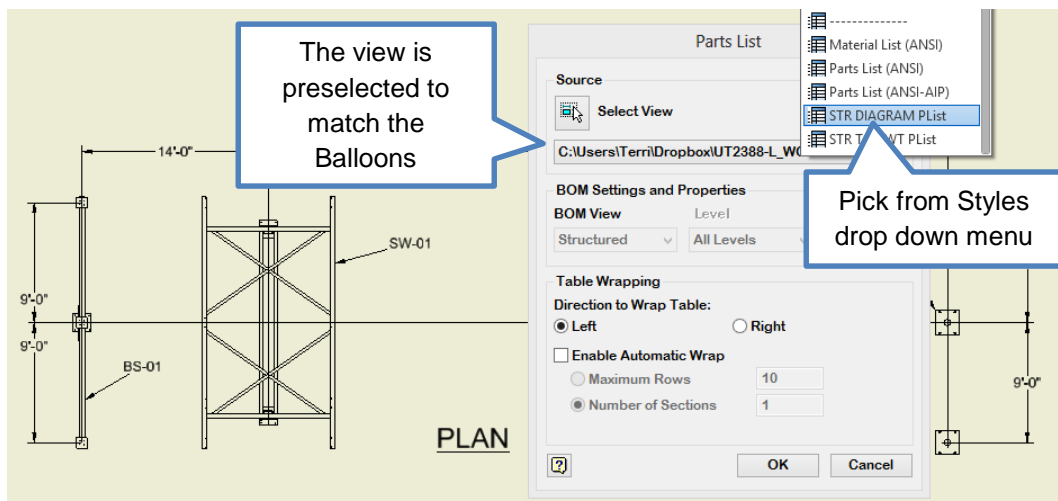 The view is
preselected to
match the
Balloons
14'-0"
9'-0"
9'-0"
BS-01
SW-01
PLAN
Parts List
Source
Select View
C:\Users\Terri\Dropbox\UT2388-L_WO
BOM Settings and Properties
BOM View Level
Structured All Levels
Table Wrapping
Direction to Wrap Table:
Left Right
Enable Automatic Wrap
Maximum Rows 10
Number of Sections 1
OK Cancel
--------------
Material List (ANSI)
Parts List (ANSI)
Parts List (ANSI-AIP)
STR DIAGRAM PList
STR WT PList
Pick from Styles
drop down menu
9'-0"